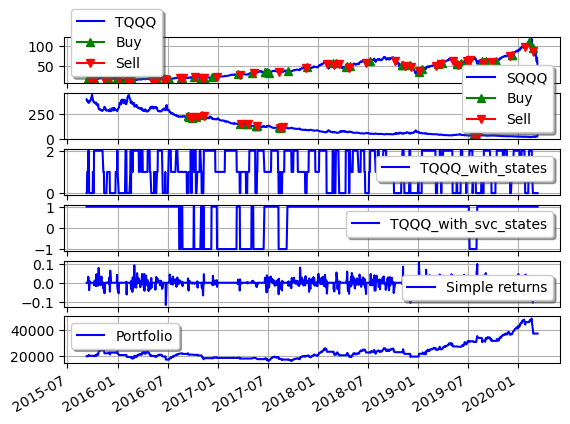 TQQQ
Buy
Sell
100
50
SQQQ
Buy
Sell
250
0
2
0
TQQQ_with_states
1
0
−1
TQQQ_with_svc_states
0.1
0.0
−0.1
Simple returns
40000
20000
Portfolio
2015-07
2016-01
2016-07
2017-01
2017-07
2018-01
2018-07
2019-01
2019-07
2020-01